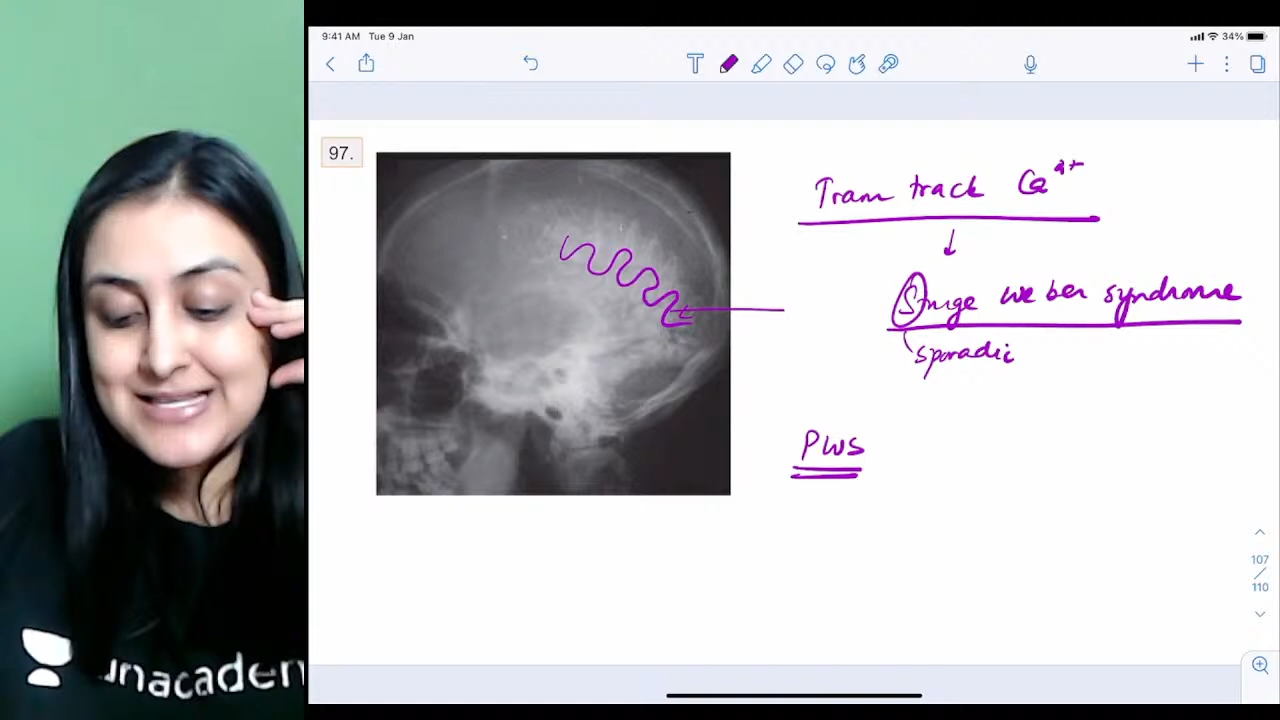 9:41 AM Tue 9 Jan
34%
97.
Tram track Ca2+
Sturge weber syndrome
sporadic
PWS
107
110
unacadem